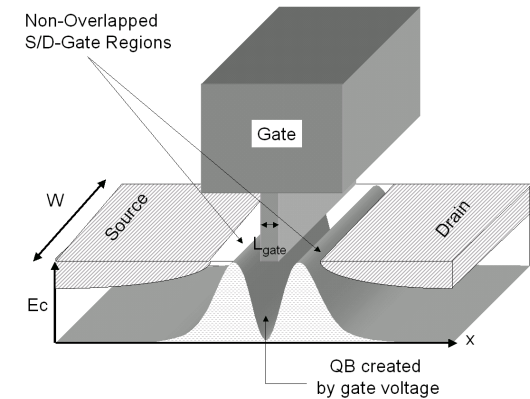 Non-Overlapped
S/D-Gate Regions
Gate
W
Source
Drain
Lgate
Ec
x
QB created
by gate voltage